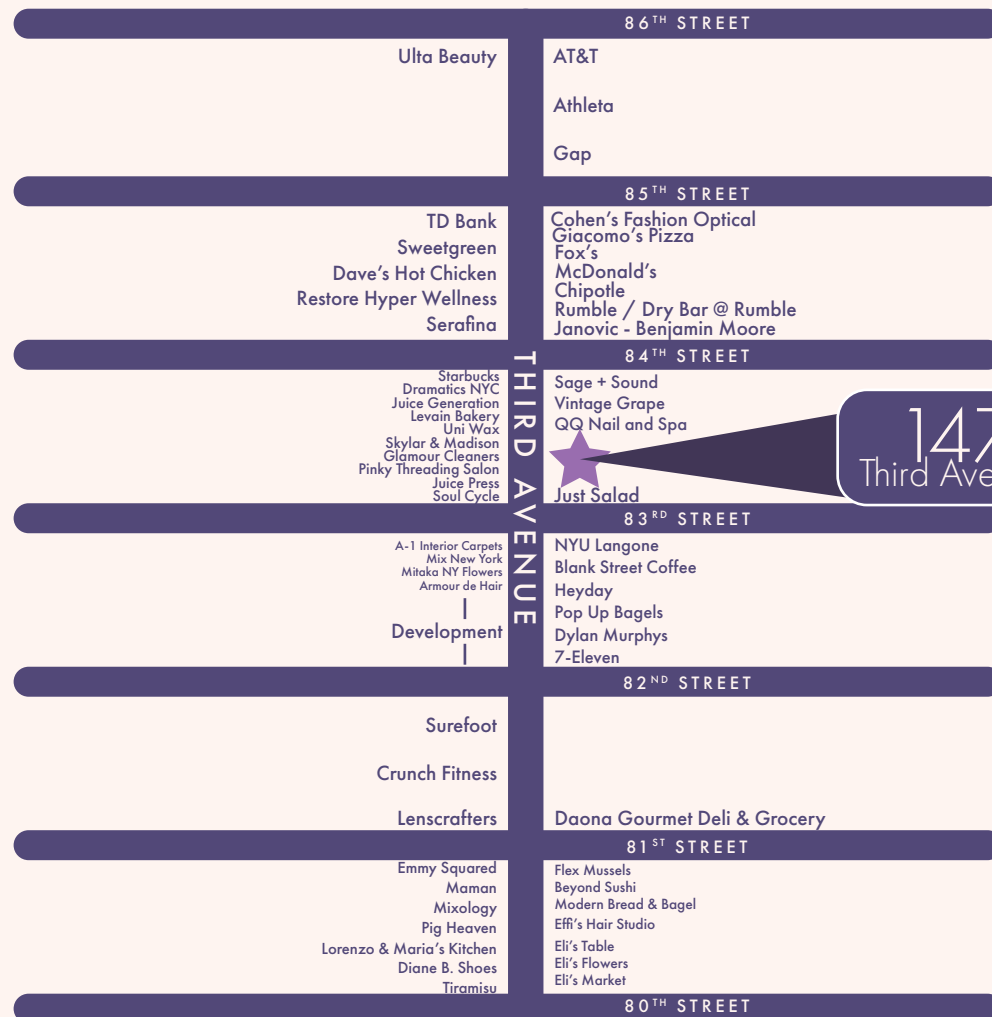 86TH STREET
Ulta Beauty
AT&T
Athleta
Gap
85TH STREET
TD Bank
Sweetgreen
Dave's Hot Chicken
Restore Hyper Wellness
Serafina
Cohen's Fashion Optical
Giacomo's Pizza
Fox's
McDonald's
Chipotle
Rumble / Dry Bar @ Rumble
Janovic - Benjamin Moore
84TH STREET
THIRD AVENUE
Starbucks
Dramatics NYC
Juice Generation
Levain Bakery
Uni Wax
Skylar & Madison
Glamour Cleaners
Pinky Threading Salon
Juice Press
Soul Cycle
Sage + Sound
Vintage Grape
QQ Nail and Spa
Just Salad
147
Third Ave
83RD STREET
A-1 Interior Carpets
Mix New York
Mitaka NY Flowers
Armour de Hair
Development
NYU Langone
Blank Street Coffee
Heyday
Pop Up Bagels
Dylan Murphys
7-Eleven
82ND STREET
Surefoot
Crunch Fitness
Lenscrafters
Daona Gourmet Deli & Grocery
81ST STREET
Emmy Squared
Maman
Mixology
Pig Heaven
Lorenzo & Maria's Kitchen
Diane B. Shoes
Tiramisu
Flex Mussels
Beyond Sushi
Modern Bread & Bagel
Effi's Hair Studio
Eli's Table
Eli's Flowers
Eli's Market
80TH STREET